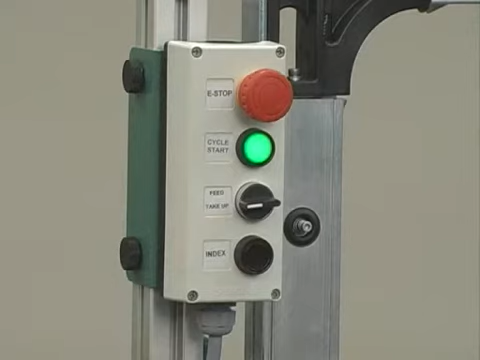 E-STOP
CYCLE
START
FEED
TAKE UP
INDEX